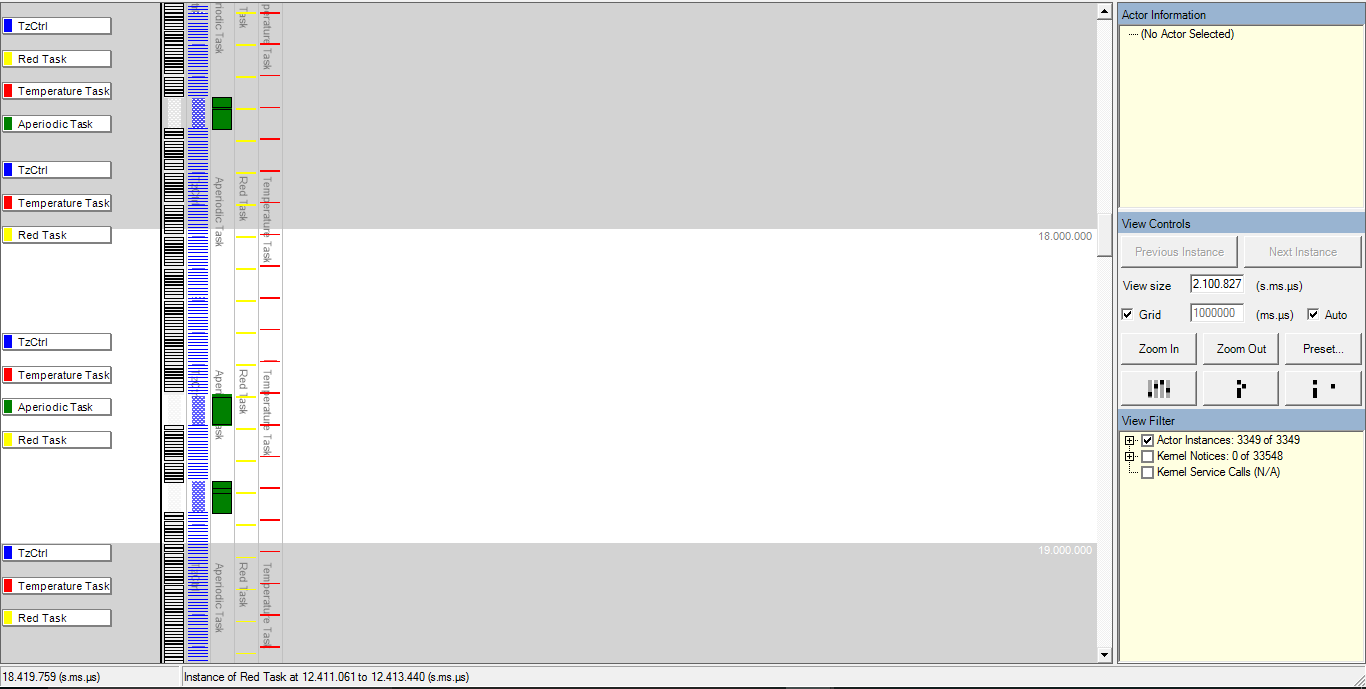 TzCtrl
Red Task
Temperature Task
Aperiodic Task
TzCtrl
Temperature Task
Red Task
TzCtrl
Temperature Task
Aperiodic Task
Red Task
TzCtrl
Temperature Task
Red Task
riodic Task
Task
perature Task
Aperiodic Task
Red Task
Temperature Task
Aperiodic Task
Red Task
Temperature Task
Aperiodic Task
Red Task
Temperature Task
18.000.000
19.000.000
Actor Information
(No Actor Selected)
View Controls
Previous Instance Next Instance
View size 2.100.827 (s.ms.µs)
Grid 1000000 (ms.µs) Auto
Zoom In Zoom Out Preset...
View Filter
Actor Instances: 3349 of 3349
Kernel Notices: 0 of 33548
Kernel Service Calls (N/A)
18.419.759 (s.ms.µs) Instance of Red Task at 12.411.061 to 12.413.440 (s.ms.µs)